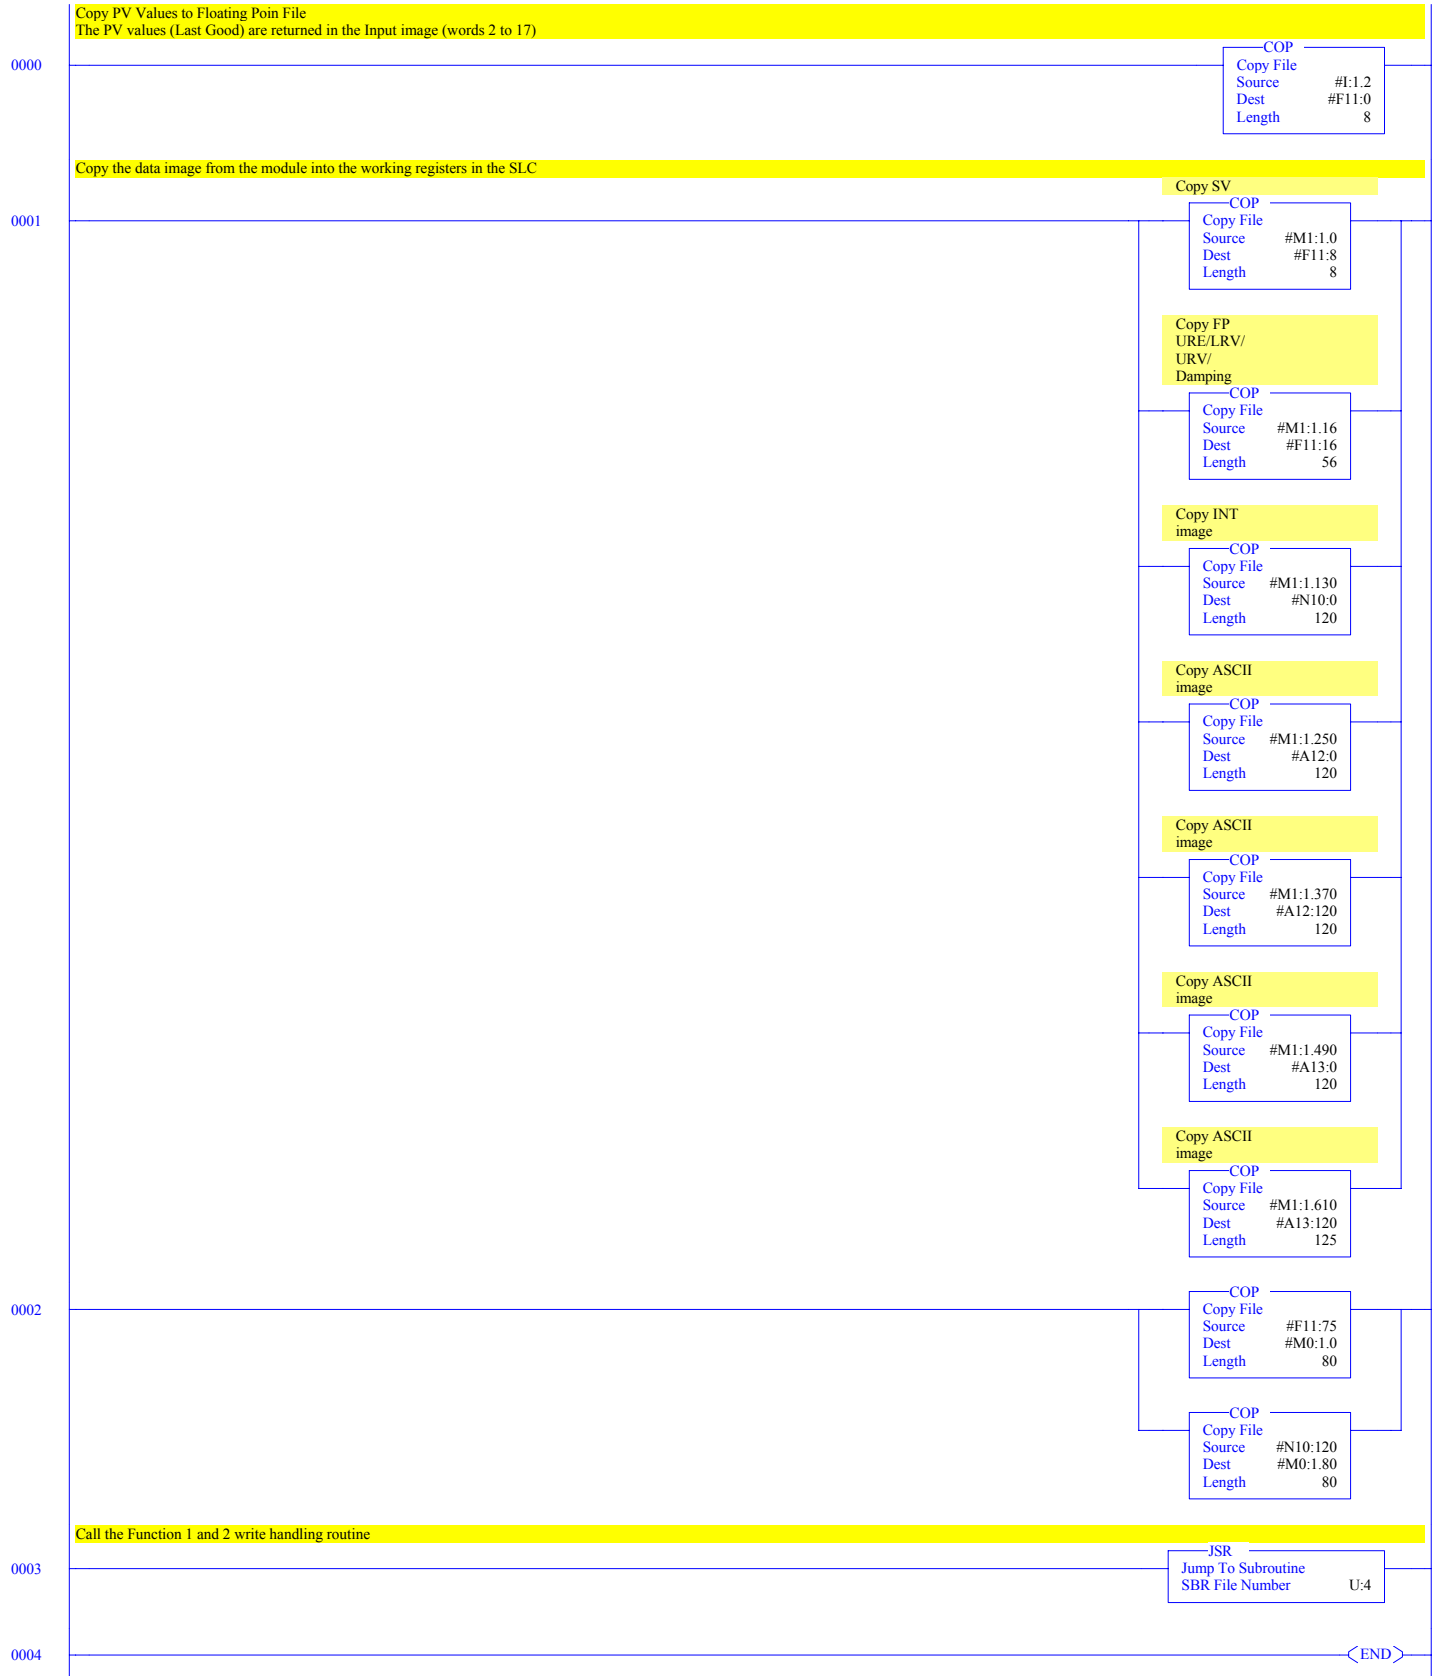 Copy PV Values to Floating Poin File
The PV values (Last Good) are returned in the Input image (words 2 to 17)
0000
COP
Copy File
Source #I:1.2
Dest #F11:0
Length 8
Copy the data image from the module into the working registers in the SLC
0001
Copy SV
COP
Copy File
Source #M1:1.0
Dest #F11:8
Length 8
Copy FP
URE/LRV/
URV/
Damping
COP
Copy File
Source #M1:1.16
Dest #F11:16
Length 56
Copy INT
image
COP
Copy File
Source #M1:1.130
Dest #N10:0
Length 120
Copy ASCII
image
COP
Copy File
Source #M1:1.250
Dest #A12:0
Length 120
Copy ASCII
image
COP
Copy File
Source #M1:1.370
Dest #A12:120
Length 120
Copy ASCII
image
COP
Copy File
Source #M1:1.490
Dest #A13:0
Length 120
Copy ASCII
image
COP
Copy File
Source #M1:1.610
Dest #A13:120
Length 125
0002
COP
Copy File
Source #F11:75
Dest #M0:1.0
Length 80
COP
Copy File
Source #N10:120
Dest #M0:1.80
Length 80
Call the Function 1 and 2 write handling routine
0003
JSR
Jump To Subroutine
SBR File Number U:4
0004
END